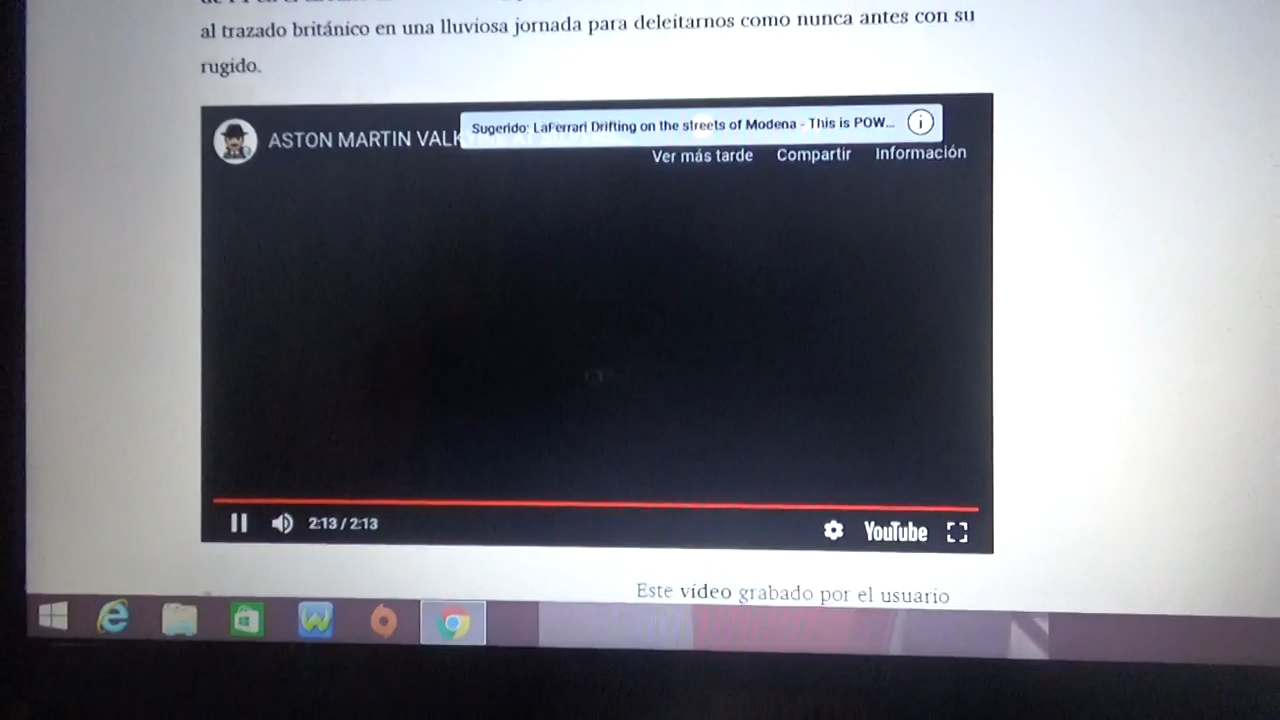 al trazado británico en una lluviosa jornada para deleitarnos como nunca antes con su
rugido.
Sugerido: LaFerrari Drifting on the streets of Modena - This is POW...
ASTON MARTIN
Ver más tarde Compartir Información
2:13 / 2:13
YouTube
Este vídeo grabado por el usuario